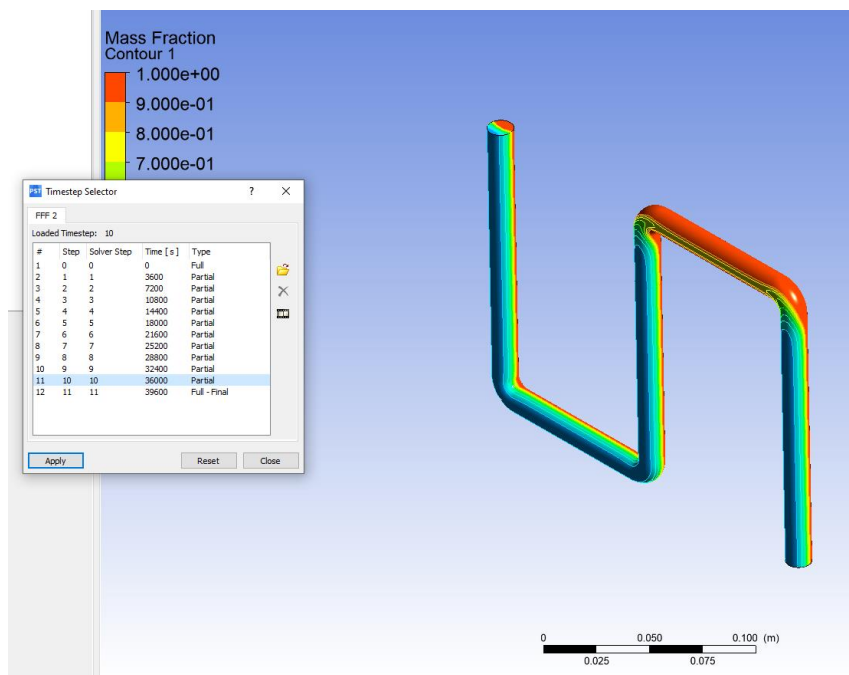 Mass Fraction
Contour 1
1.000e+00
9.000e-01
8.000e-01
7.000e-01
PST Timestep Selector ? ×
FFF 2
Loaded Timestep: 10
# Step Solver Step Time [ s ] Type
1 0 0 0 Full
2 1 1 3600 Partial
3 2 2 7200 Partial
4 3 3 10800 Partial
5 4 4 14400 Partial
6 5 5 18000 Partial
7 6 6 21600 Partial
8 7 7 25200 Partial
9 8 8 28800 Partial
10 9 9 32400 Partial
11 10 10 36000 Partial
12 11 11 39600 Full - Final
Apply Reset Close
0 0.050 0.100 (m)
0.025 0.075